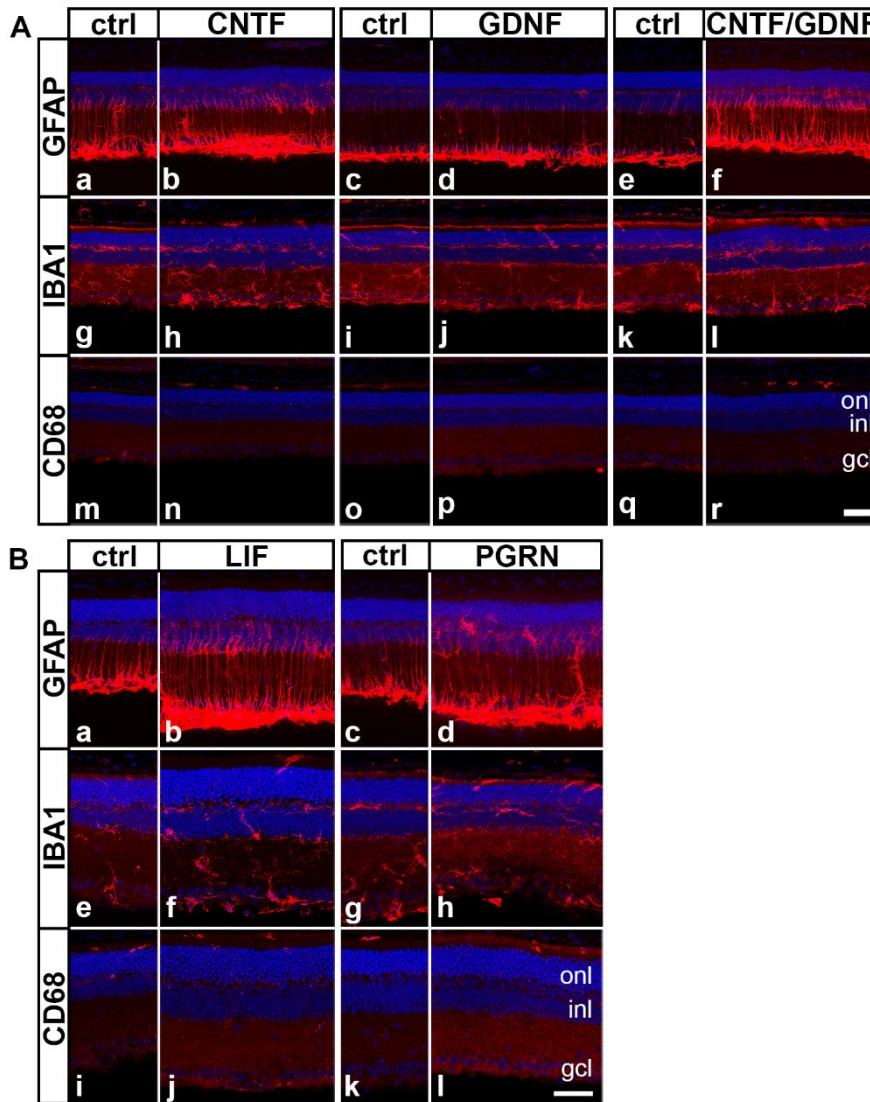 A
ctrl CNTF ctrl GDNF ctrl CNTF/GDNF
GFAP
a b c d e f
IBA1
g h i j k l
CD68
onl
inl
gcl
m n o p q r
B
ctrl LIF ctrl PGRN
GFAP
a b c d
IBA1
e f g h
CD68
onl
inl
gcl
i j k l